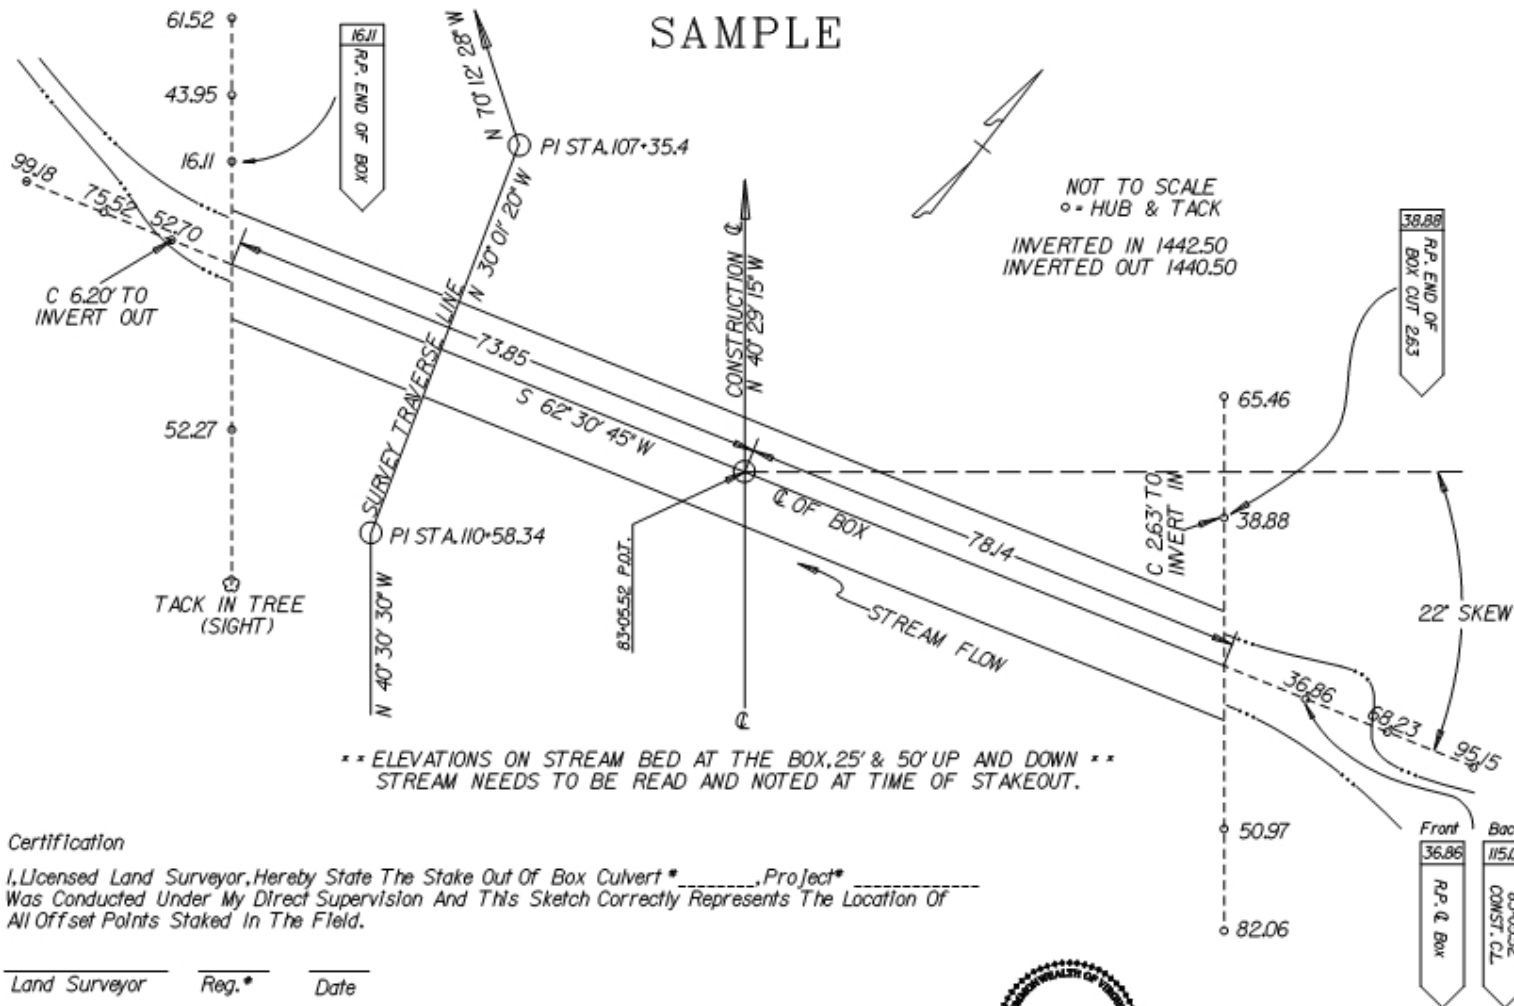 SAMPLE
61.52
43.95
16.11
16.11
R.P. END OF BOX
N 70° 12' 28" W
PI STA. 107+35.4
99.18
75.52
52.70
C 6.20' TO
INVERT OUT
SURVEY TRAVERSE LINE
N 30° 01' 20" W
NOT TO SCALE
o = HUB & TACK
INVERTED IN 1442.50
INVERTED OUT 1440.50
38.88
R.P. END OF
BOX CUT 2.63
CONSTRUCTION ℄
N 40° 29' 15" W
73.85
S 62° 30' 45" W
52.27
65.46
C 2.63' TO
INVERT IN
38.88
℄ OF BOX
78.14
PI STA. 110+58.34
TACK IN TREE
(SIGHT)
N 40° 30' 30" W
83+05.52 P.O.T.
STREAM FLOW
22° SKEW
℄
36.86
68.23
95.15
** ELEVATIONS ON STREAM BED AT THE BOX, 25' & 50' UP AND DOWN **
STREAM NEEDS TO BE READ AND NOTED AT TIME OF STAKEOUT.
50.97
82.06
Front
36.86
R.P. ℄ Box
CONST. C.L.
Certification
I, Licensed Land Surveyor, Hereby State The Stake Out Of Box Culvert #________, Project# ____________
Was Conducted Under My Direct Supervision And This Sketch Correctly Represents The Location Of
All Offset Points Staked In The Field.
Land Surveyor Reg.# Date